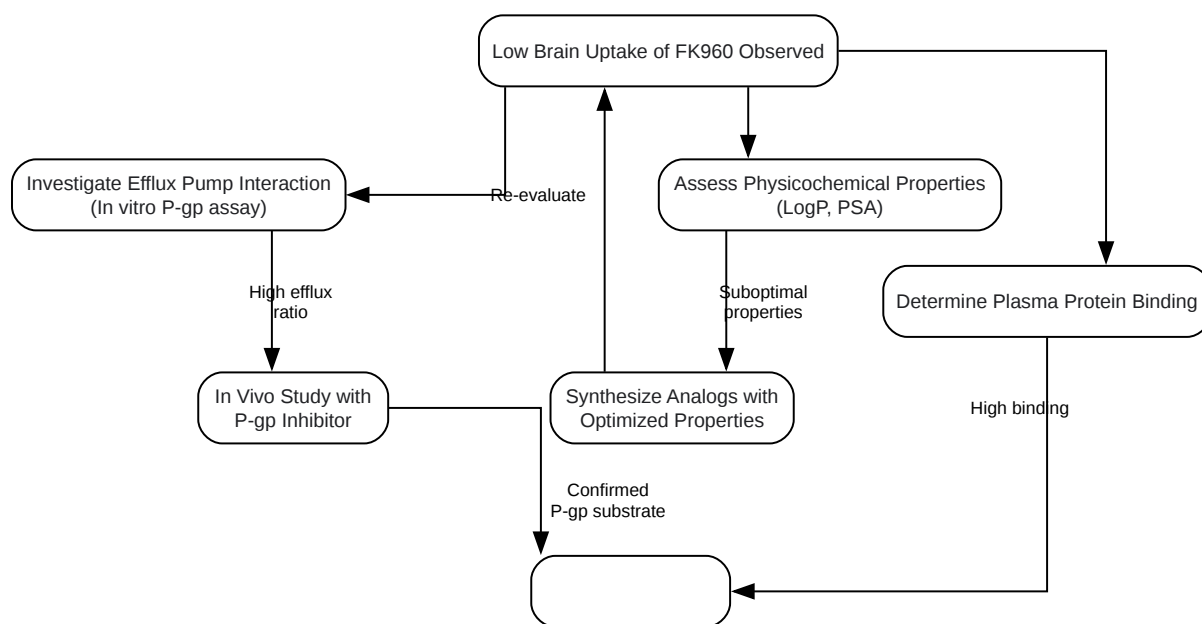 Low Brain Uptake of FK960 Observed
Investigate Efflux Pump Interaction
(In vitro P-gp assay)
Re-evaluate
Assess Physicochemical Properties
(LogP, PSA)
High efflux
ratio
Suboptimal
properties
Determine Plasma Protein Binding
In Vivo Study with
P-gp Inhibitor
Synthesize Analogs with
Optimized Properties
High binding
Confirmed
P-gp substrate